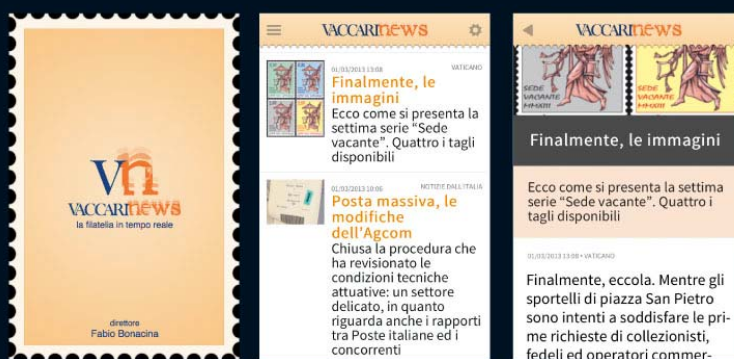 Vn
VACCARInews
la filatelia in tempo reale
direttore
Fabio Bonacina
VACCARInews
01/03/2013 13:08
VATICANO
Finalmente, le
immagini
Ecco come si presenta la
settima serie “Sede
vacante”. Quattro i tagli
disponibili
01/03/2013 10:06
NOTIZIE DALL'ITALIA
Posta massiva, le
modifiche
dell'Agcom
Chiusa la procedura che
ha revisionato le
condizioni tecniche
attuative: un settore
delicato, in quanto
riguarda anche i rapporti
tra Poste italiane ed i
concorrenti
VACCARInews
SEDE
VACANTE
MMXIII
SEDE
VACANTE
MMXIII
Finalmente, le immagini
Ecco come si presenta la settima
serie “Sede vacante”. Quattro i
tagli disponibili
01/03/2013 13:08 • VATICANO
Finalmente, eccola. Mentre gli
sportelli di piazza San Pietro
sono intenti a soddisfare le pri-
me richieste di collezionisti,
fedeli ed operatori commer-